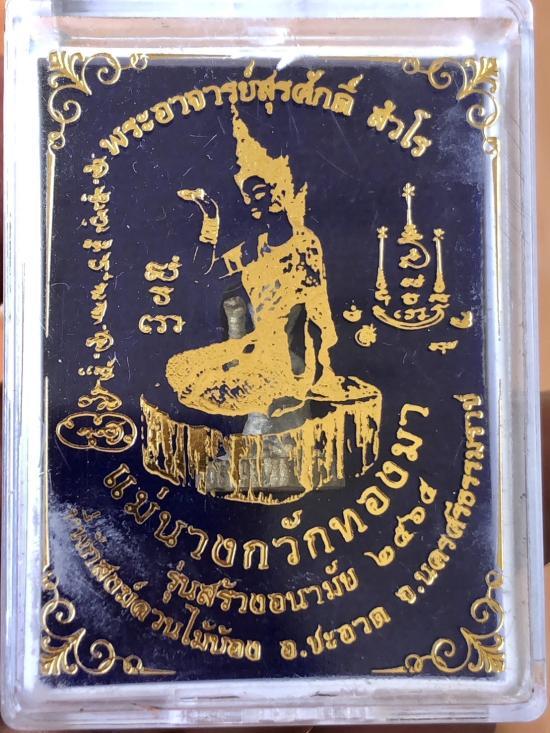 พระอาจารย์สุรศักดิ์ สํวโร
แม่นางกวักทองมา
รุ่นสร้างอนามัย ๒๕๖๔
ที่พักสงฆ์ควนไม้บ้อง อ.ชะอวด จ.นครศรีธรรมราช